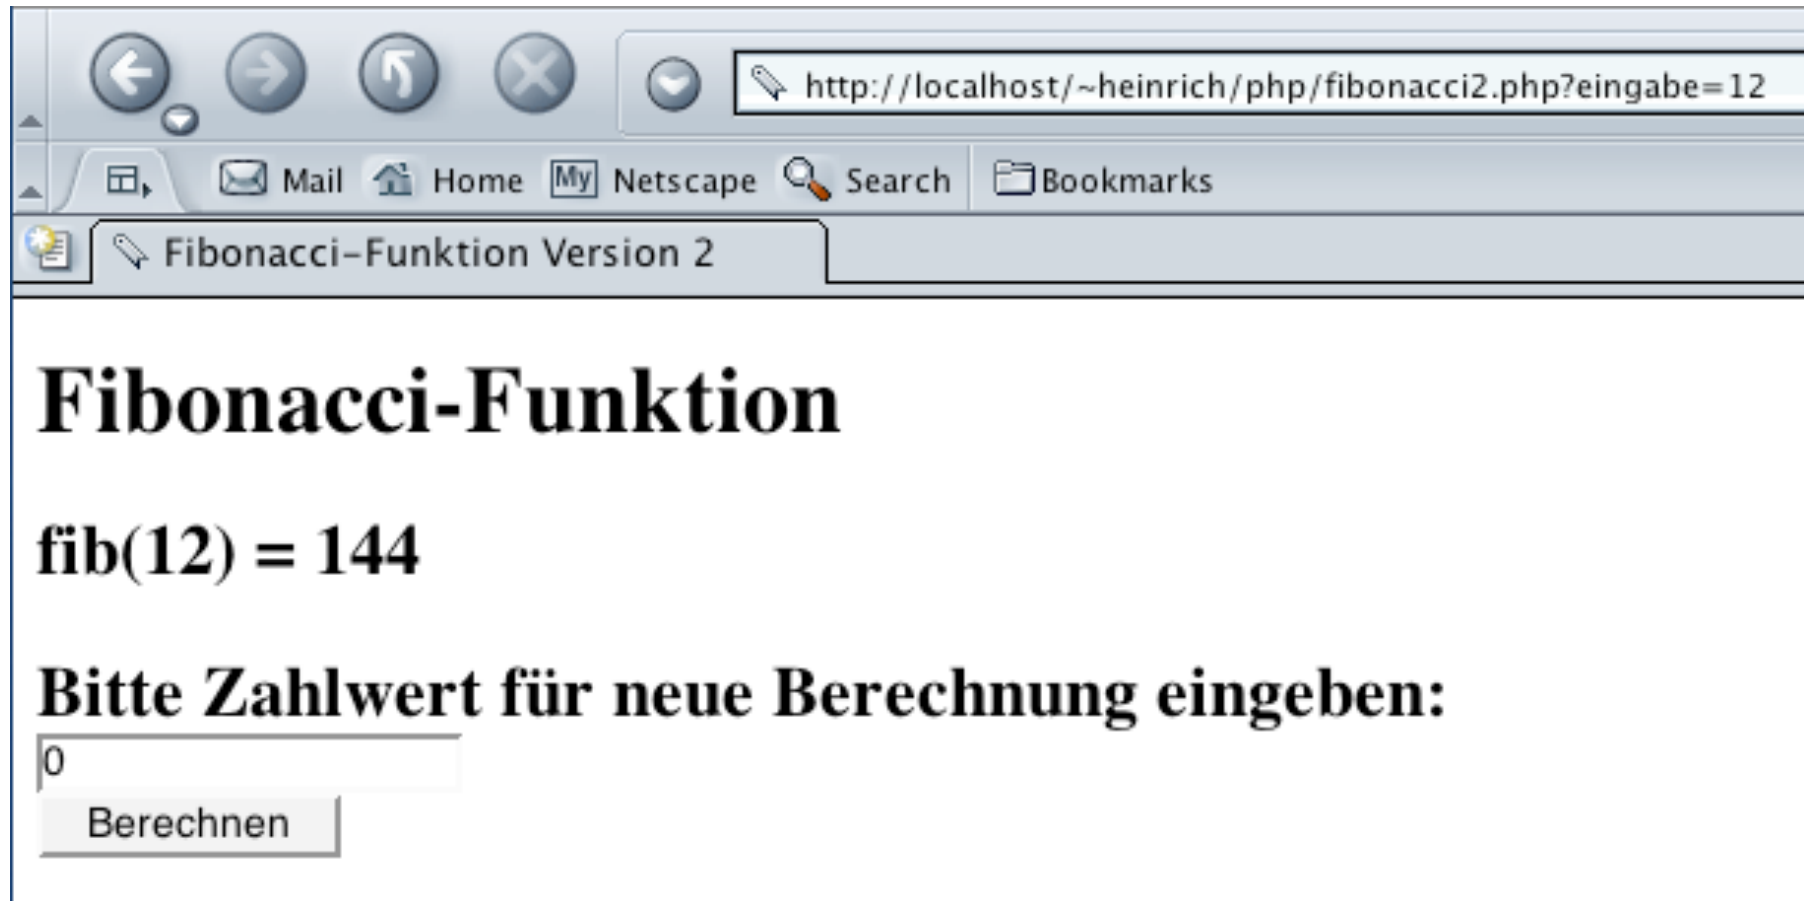 http://localhost/~heinrich/php/fibonacci2.php?eingabe=12
Mail Home My Netscape Search Bookmarks
Fibonacci-Funktion Version 2
Fibonacci-Funktion
fib(12) = 144
Bitte Zahlwert für neue Berechnung eingeben:
0
Berechnen